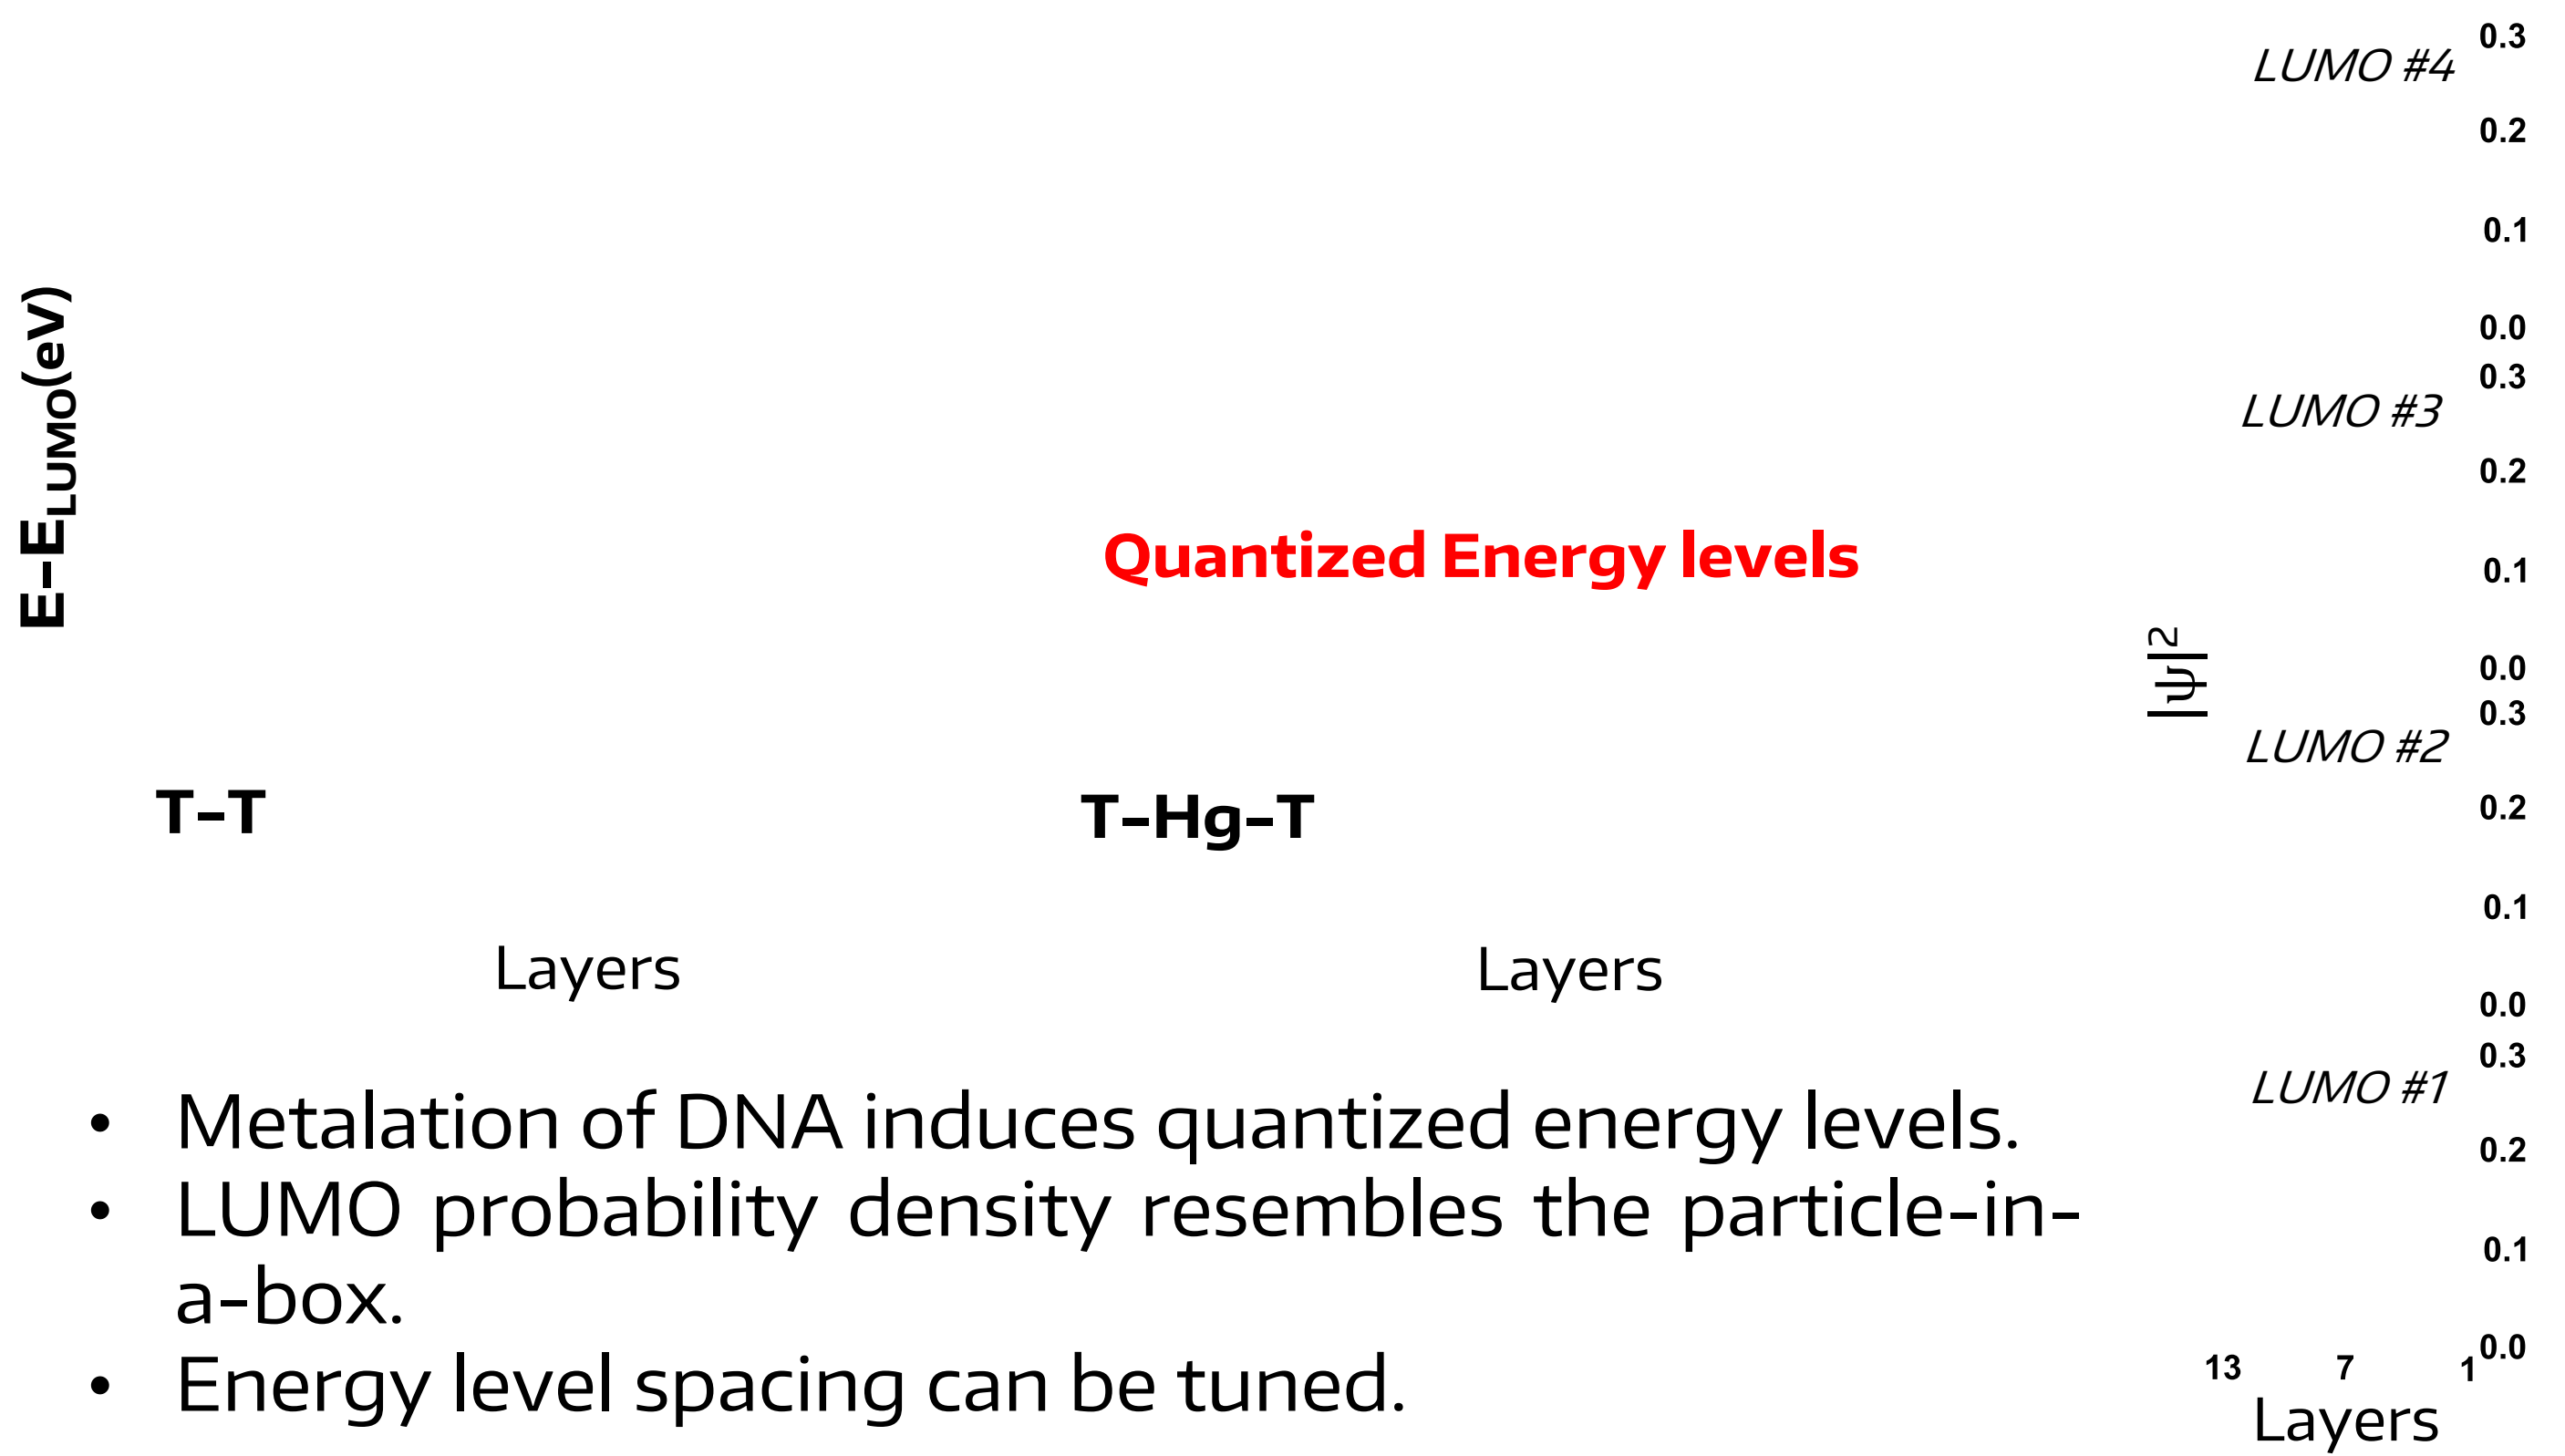 E-E_LUMO(eV)
T-T
Layers
Quantized Energy levels
T-Hg-T
Layers
• Metalation of DNA induces quantized energy levels.
• LUMO probability density resembles the particle-in-
a-box.
• Energy level spacing can be tuned.
|ψ|²
LUMO #4
0.3
0.2
0.1
0.0
LUMO #3
0.3
0.2
0.1
0.0
LUMO #2
0.3
0.2
0.1
0.0
LUMO #1
0.3
0.2
0.1
0.0
13 7 1
Layers